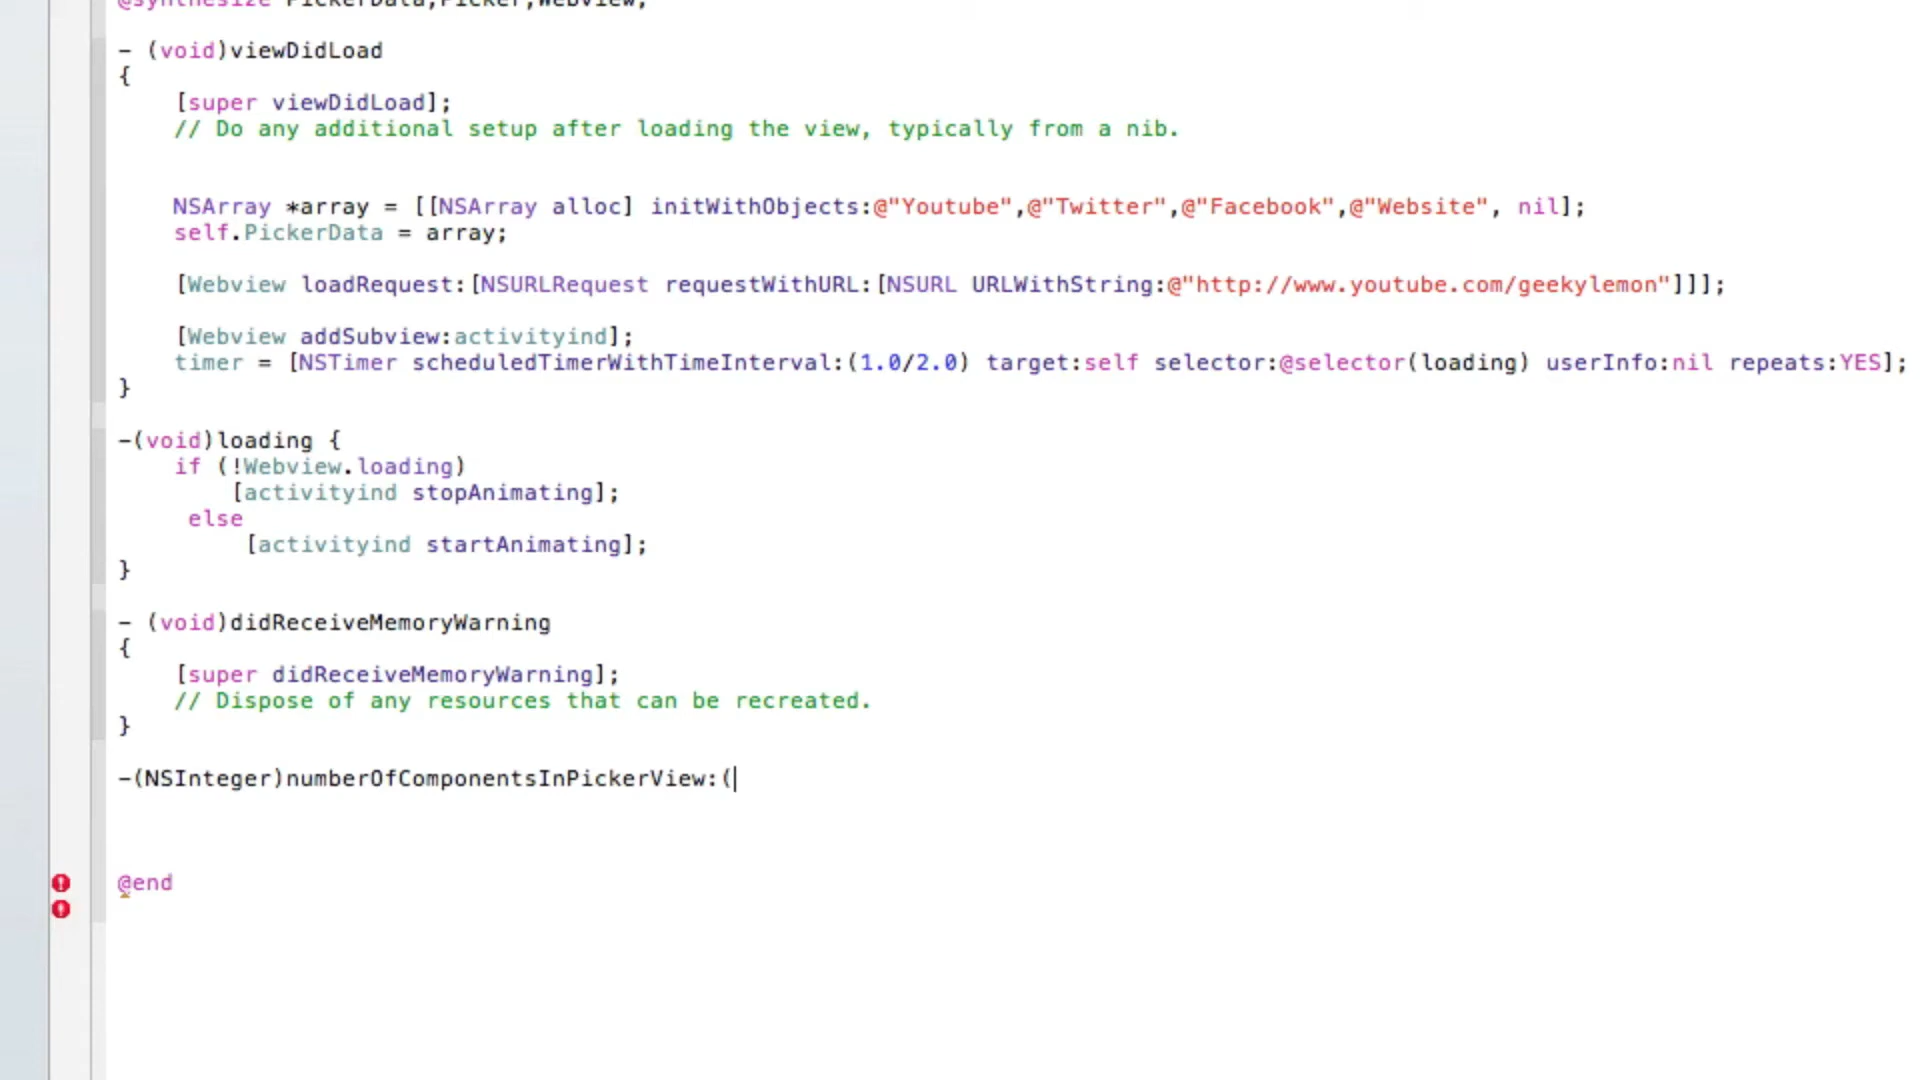 @synthesize PickerData,Picker,Webview;
- (void)viewDidLoad
{
[super viewDidLoad];
// Do any additional setup after loading the view, typically from a nib.
NSArray *array = [[NSArray alloc] initWithObjects:@"Youtube",@"Twitter",@"Facebook",@"Website", nil];
self.PickerData = array;
[Webview loadRequest:[NSURLRequest requestWithURL:[NSURL URLWithString:@"http://www.youtube.com/geekylemon"]]];
[Webview addSubview:activityind];
timer = [NSTimer scheduledTimerWithTimeInterval:(1.0/2.0) target:self selector:@selector(loading) userInfo:nil repeats:YES];
}
-(void)loading {
if (!Webview.loading)
[activityind stopAnimating];
else
[activityind startAnimating];
}
- (void)didReceiveMemoryWarning
{
[super didReceiveMemoryWarning];
// Dispose of any resources that can be recreated.
}
-(NSInteger)numberOfComponentsInPickerView:(
@end